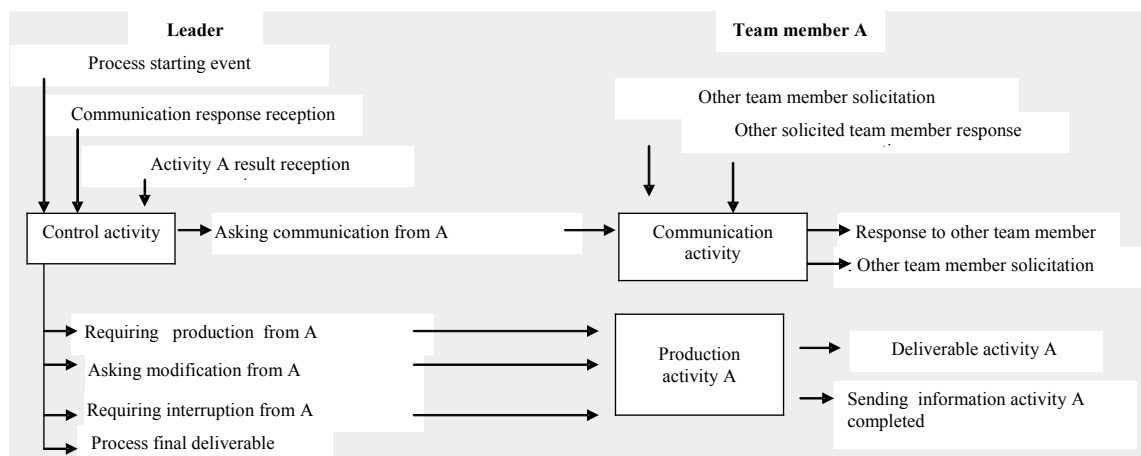 Leader
Team member A
Process starting event
Other team member solicitation
Communication response reception
Other solicited team member response
Activity A result reception
Control activity
Asking communication from A
Communication
activity
Response to other team member
: Other team member solicitation
Requiring production from A
Production
activity A
Deliverable activity A
Asking modification from A
Sending information activity A
completed
Requiring interruption from A
Process final deliverable